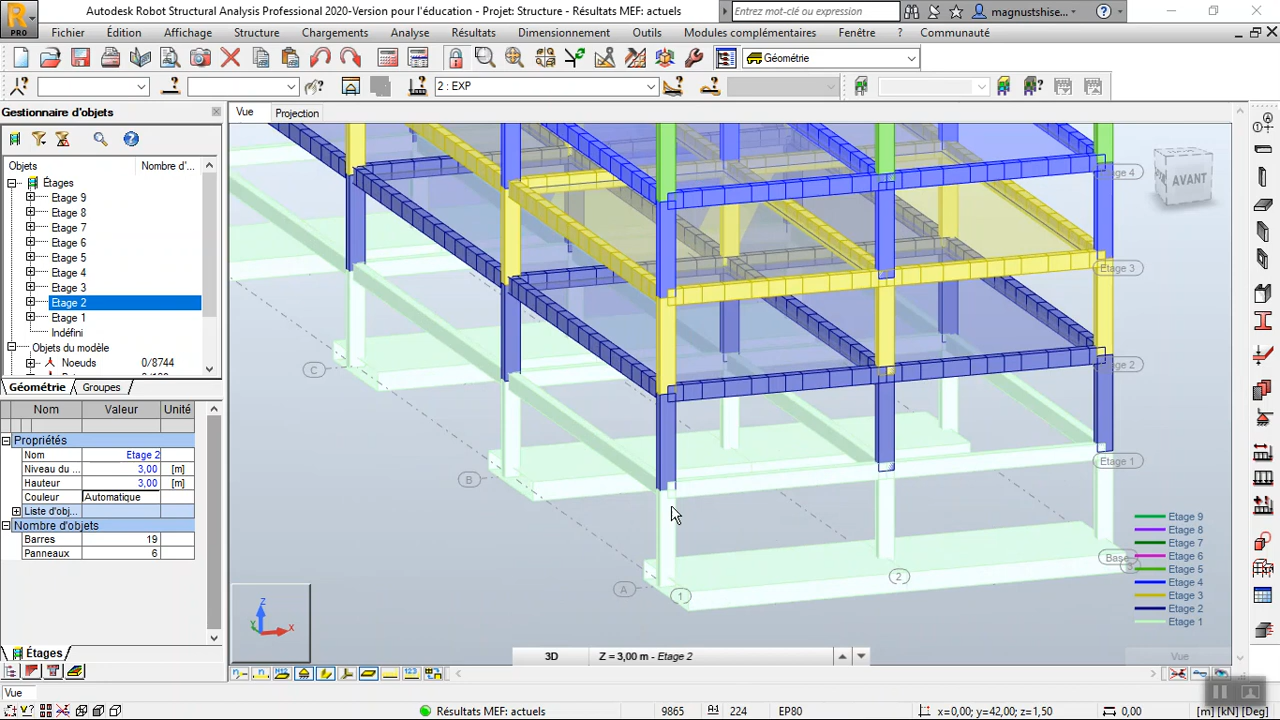 Autodesk Robot Structural Analysis Professional 2020-Version pour l'éducation - Projet: Structure - Résultats MEF: actuels
Entrez mot-clé ou expression
magnustshise...
PRO
Fichier Édition Affichage Structure Chargements Analyse Résultats Dimensionnement Outils Modules complémentaires Fenêtre ? Communauté
Géométrie
2 : EXP
Gestionnaire d'objets
Vue Projection
Objets Nombre d'...
Étages
Etage 9
Etage 8
Etage 7
Etage 6
Etage 5
Etage 4
Etage 3
Etage 2
Etage 1
Indéfini
Objets du modèle
Noeuds 0/8744
Géométrie Groupes
Nom Valeur Unité
Propriétés
Nom Etage 2
Niveau du ... 3,00 [m]
Hauteur 3,00 [m]
Couleur Automatique
Liste d'obj...
Nombre d'objets
Barres 19
Panneaux 6
Étages
AVANT
Etage 4
Etage 3
Etage 2
Etage 1
Base
C
B
A
1
2
3
Etage 9
Etage 8
Etage 7
Etage 6
Etage 5
Etage 4
Etage 3
Etage 2
Etage 1
Z
Y
X
3D Z = 3,00 m - Etage 2
Vue
Vue
Résultats MEF: actuels 9865 224 EP80 x=0,00; y=42,00; z=1,50 0,00 [m] [kN] [Deg]